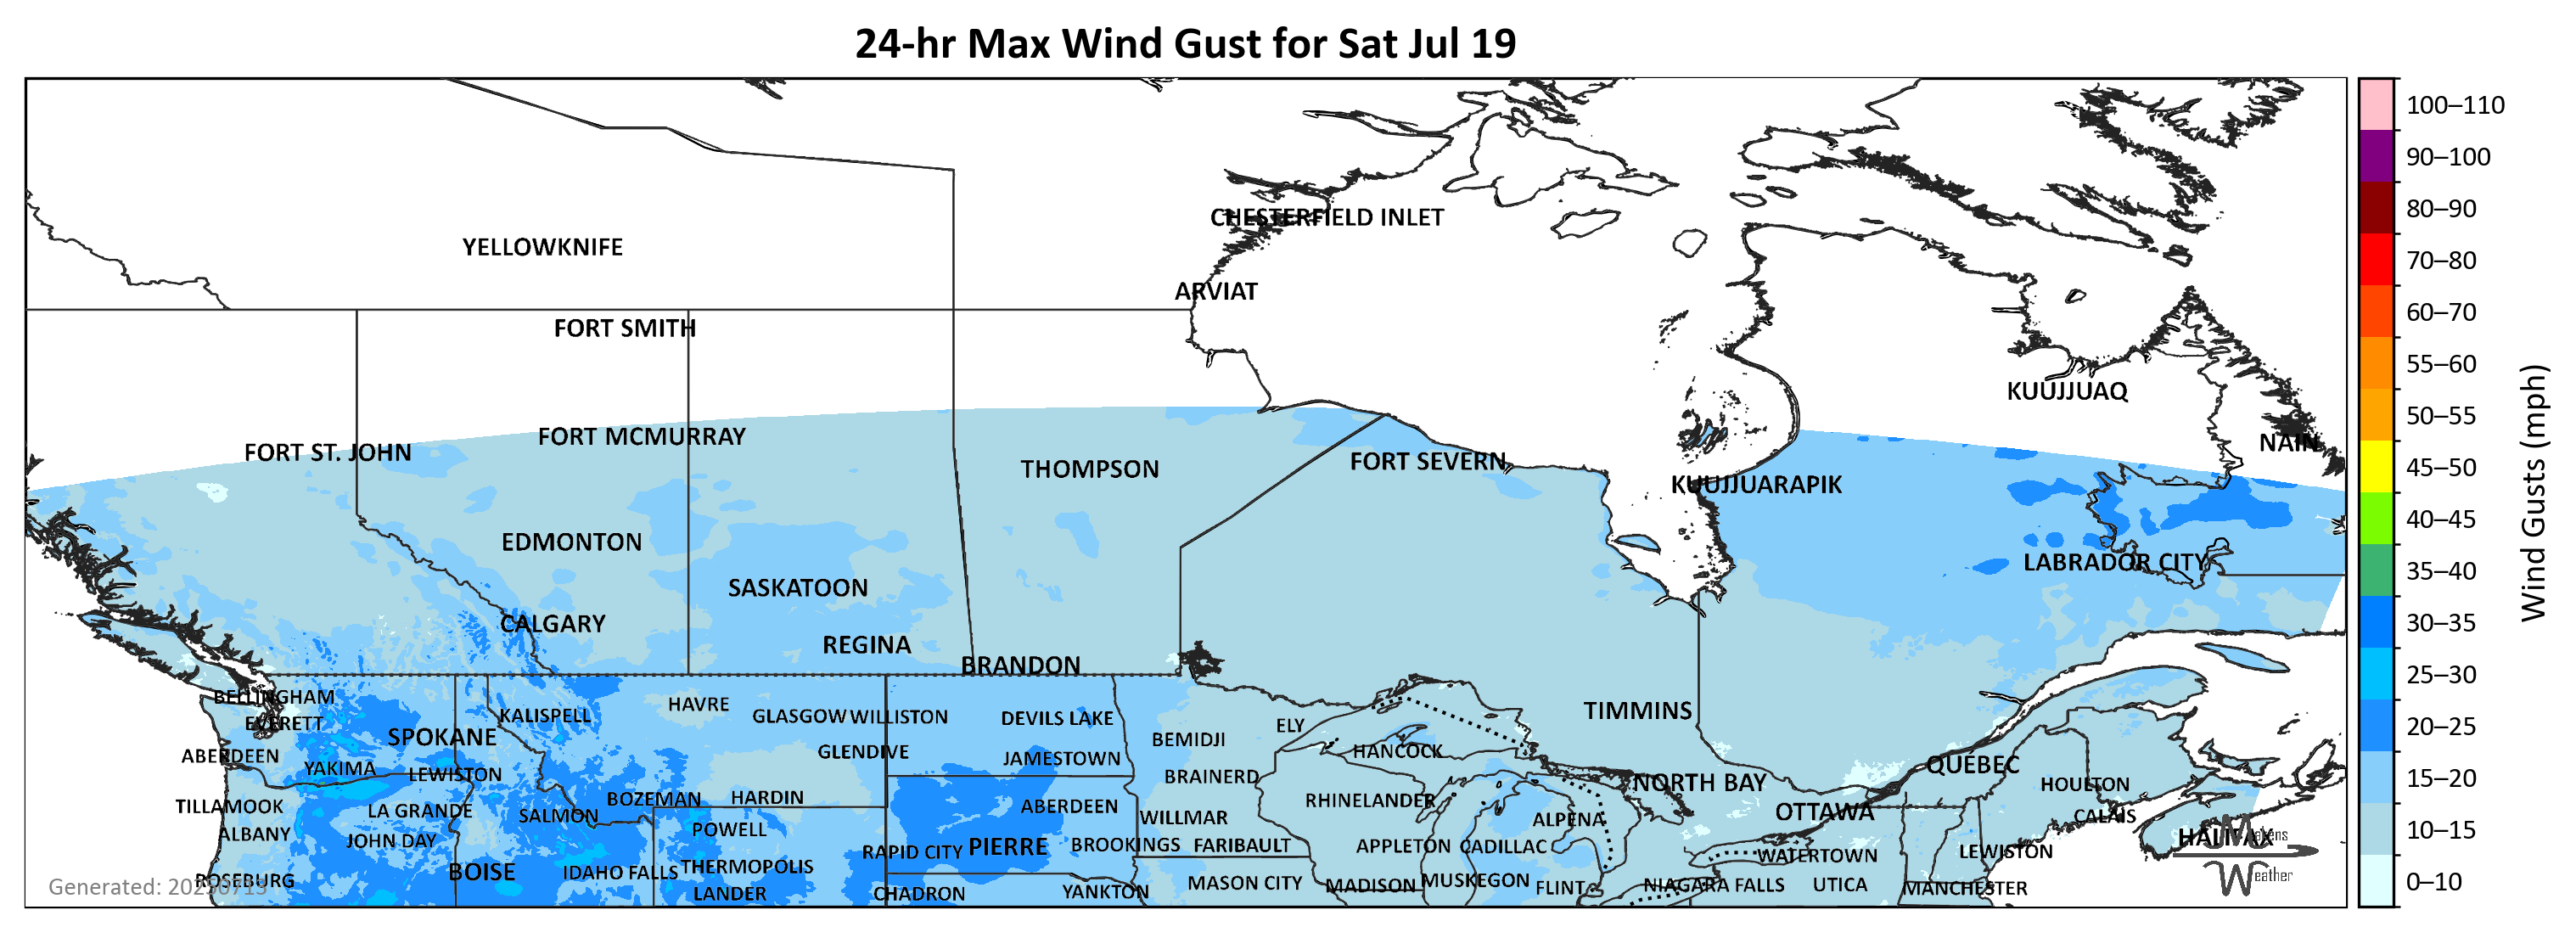 24-hr Max Wind Gust for Sat Jul 19
100–110
90–100
CHESTERFIELD INLET
80–90
YELLOWKNIFE
70–80
ARVIAT
60–70
FORT SMITH
55–60
KUUJJUAQ
50–55
FORT MCMURRAY
NAIN
FORT ST. JOHN
FORT SEVERN
THOMPSON
45–50
KUUJJUARAPIK
40–45
EDMONTON
LABRADOR CITY
35–40
SASKATOON
Wind Gusts (mph)
CALGARY
30–35
REGINA
BRANDON
25–30
BELLINGHAM
HAVRE
TIMMINS
KALISPELL
GLASGOW WILLISTON
DEVILS LAKE
EVERETT
ELY
20–25
SPOKANE
BEMIDJI
GLENDIVE
HANCOCK
ABERDEEN
JAMESTOWN
QUÉBEC
YAKIMA
LEWISTON
BRAINERD
15–20
NORTH BAY
HOULTON
BOZEMAN
HARDIN
RHINELANDER
TILLAMOOK
ABERDEEN
LA GRANDE
OTTAWA
SALMON
CALAIS
WILLMAR
ALPENA
POWELL
10–15
ALBANY
HALIFAX
Makens
Weather
JOHN DAY
BROOKINGS
FARIBAULT
APPLETON
CADILLAC
PIERRE
RAPID CITY
LEWISTON
WATERTOWN
THERMOPOLIS
BOISE
IDAHO FALLS
ROSEBURG
MUSKEGON
0–10
MASON CITY
MADISON
FLINT
NIAGARA FALLS
UTICA
MANCHESTER
Generated: 20250713
LANDER
CHADRON
YANKTON